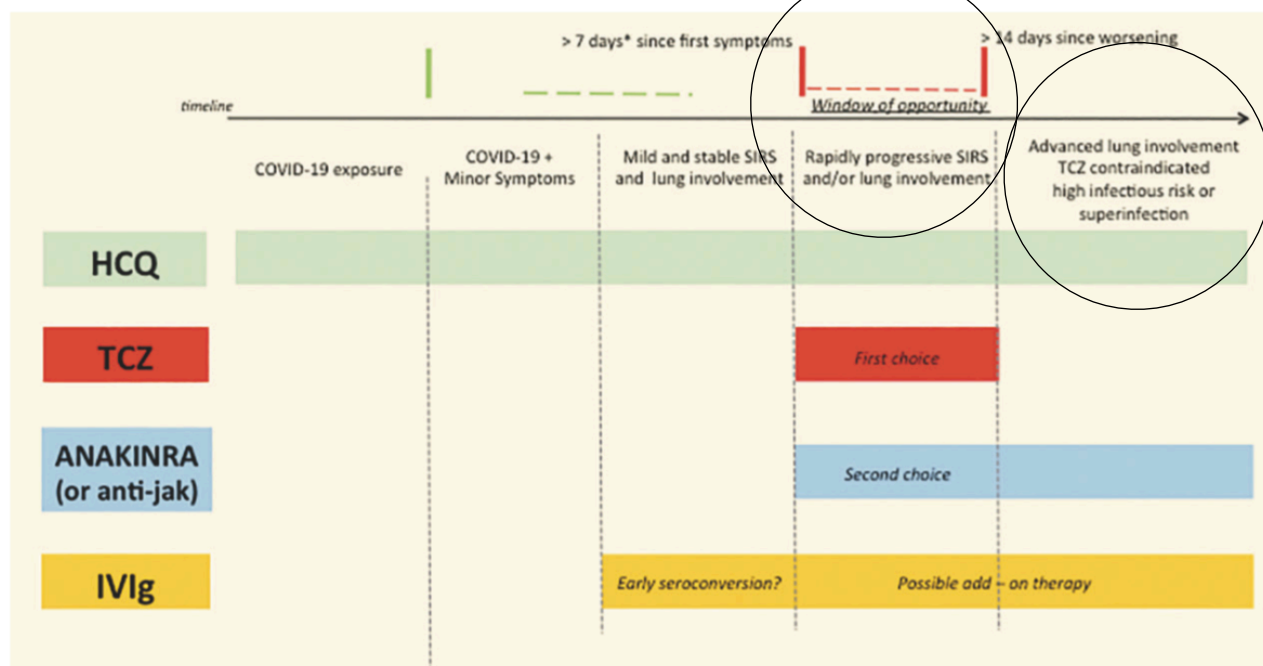 > 7 days* since first symptoms
> 14 days since worsening
timeline
Window of opportunity
COVID-19 exposure
COVID-19 +
Minor Symptoms
Mild and stable SIRS
and lung involvement
Rapidly progressive SIRS
and/or lung involvement
Advanced lung involvement
TCZ contraindicated
high infectious risk or
superinfection
HCQ
TCZ
First choice
ANAKINRA
(or anti-jak)
Second choice
IVIg
Early seroconversion?
Possible add – on therapy